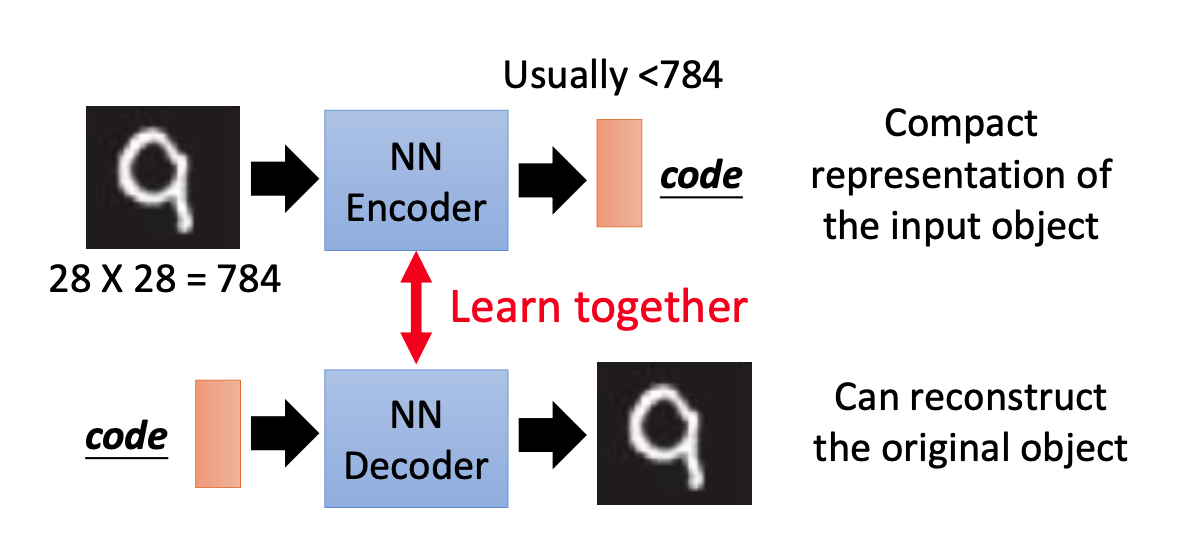 Usually <784
NN
Encoder
code
Compact
representation of
the input object
28 X 28 = 784
Learn together
code
NN
Decoder
Can reconstruct
the original object